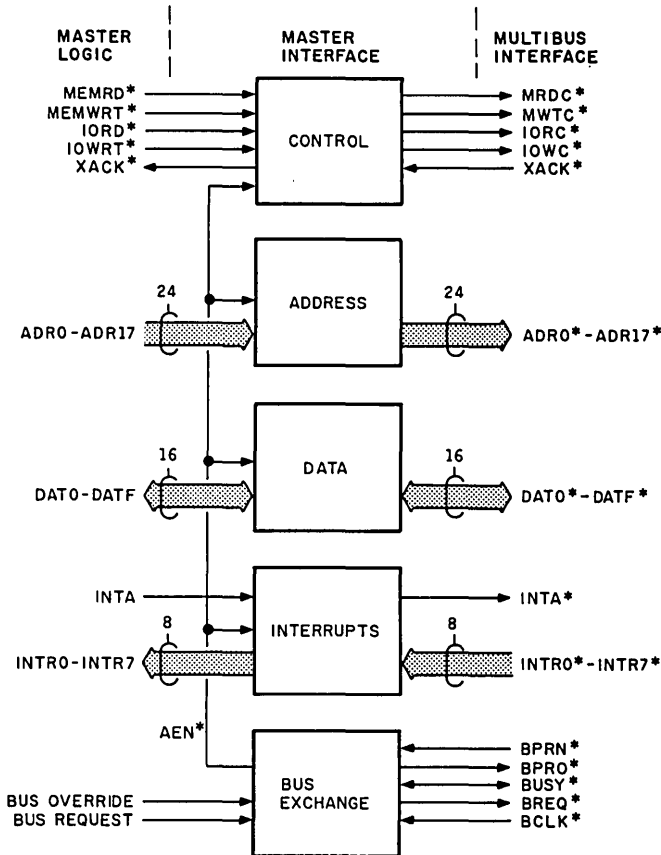 MASTER LOGIC
MASTER INTERFACE
MULTIBUS INTERFACE
MEMRD*
MEMWRT*
IORD*
IOWRT*
XACK*
CONTROL
MRDC*
MWTC*
IORC*
IOWC*
XACK*
24
ADR0-ADR17
ADDRESS
24
ADR0*-ADR17*
16
DAT0-DATF
DATA
16
DAT0*-DATF*
INTA
8
INTR0-INTR7
INTERRUPTS
INTA*
8
INTR0*-INTR7*
AEN*
BUS OVERRIDE
BUS REQUEST
BUS EXCHANGE
BPRN*
BPRO*
BUSY*
BREQ*
BCLK*